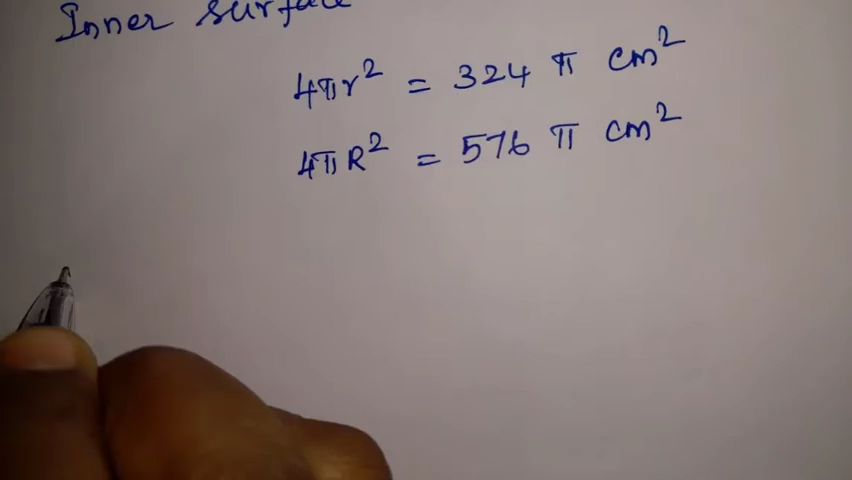 Inner surface
4πr² = 324 π cm²
4πR² = 576 π cm²